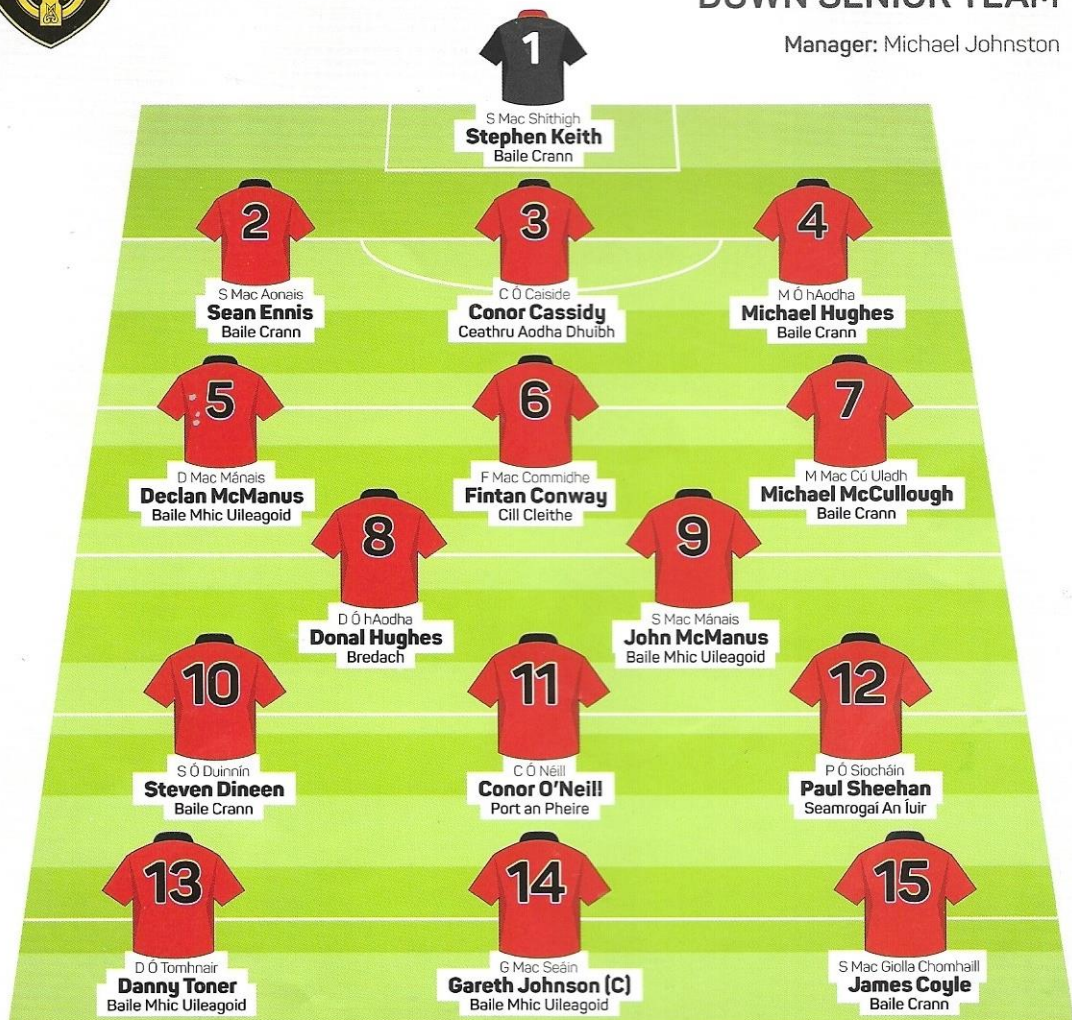 DOWN SENIOR TEAM
Manager: Michael Johnston
1
S Mac Shithigh
Stephen Keith
Baile Crann
2
S Mac Aonais
Sean Ennis
Baile Crann
3
C Ó Caiside
Conor Cassidy
Ceathru Aodha Dhuibh
4
M Ó hAodha
Michael Hughes
Baile Crann
5
D Mac Mánais
Declan McManus
Baile Mhic Uileagoid
6
F Mac Commidhe
Fintan Conway
Cill Cleithe
7
M Mac Cú Uladh
Michael McCullough
Baile Crann
8
D Ó hAodha
Donal Hughes
Bredach
9
S Mac Mánais
John McManus
Baile Mhic Uileagoid
10
S Ó Duinnín
Steven Dineen
Baile Crann
11
C Ó Néill
Conor O'Neill
Port an Pheire
12
P Ó Síocháin
Paul Sheehan
Seamrogaí An Íuir
13
D Ó Tomhnair
Danny Toner
Baile Mhic Uileagoid
14
G Mac Seáin
Gareth Johnson (C)
Baile Mhic Uileagoid
15
S Mac Giolla Chomhaill
James Coyle
Baile Crann